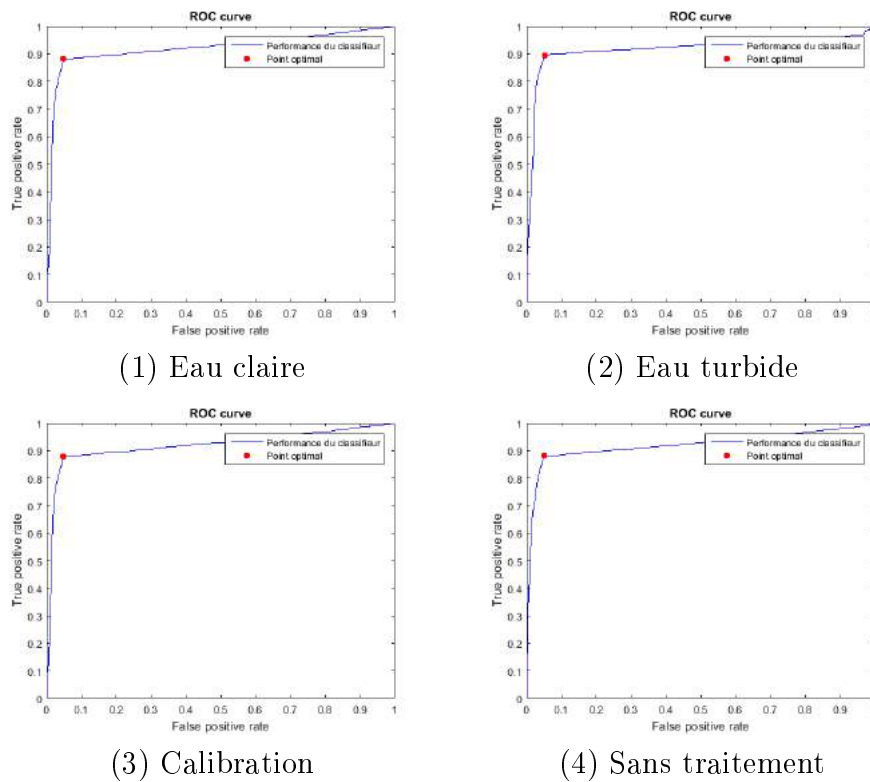 ROC curve
Performance du classifieur
Point optimal
True positive rate
1
0.9
0.8
0.7
0.6
0.5
0.4
0.3
0.2
0.1
0
0 0.1 0.2 0.3 0.4 0.5 0.6 0.7 0.8 0.9 1
False positive rate
(1) Eau claire
ROC curve
Performance du classifieur
Point optimal
True positive rate
1
0.9
0.8
0.7
0.6
0.5
0.4
0.3
0.2
0.1
0
0 0.1 0.2 0.3 0.4 0.5 0.6 0.7 0.8 0.9
False positive rate
(2) Eau turbide
ROC curve
Performance du classifieur
Point optimal
True positive rate
1
0.9
0.8
0.7
0.6
0.5
0.4
0.3
0.2
0.1
0
0 0.1 0.2 0.3 0.4 0.5 0.6 0.7 0.8 0.9 1
False positive rate
(3) Calibration
ROC curve
Performance du classifieur
Point optimal
True positive rate
1
0.9
0.8
0.7
0.6
0.5
0.4
0.3
0.2
0.1
0
0 0.1 0.2 0.3 0.4 0.5 0.6 0.7 0.8 0.9
False positive rate
(4) Sans traitement